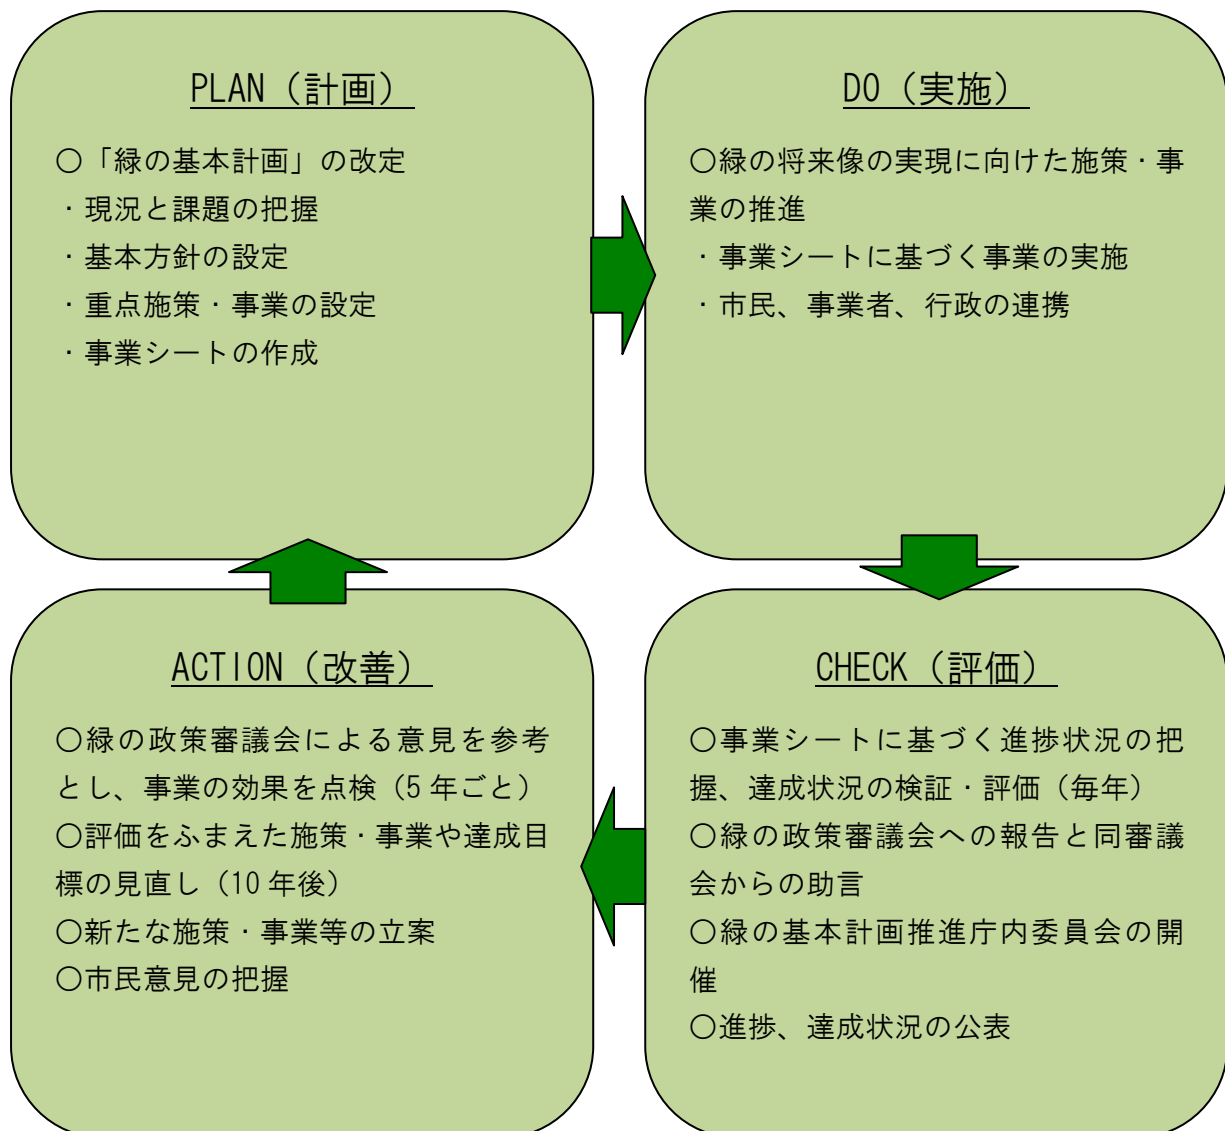 PLAN（計画）
○「緑の基本計画」の改定
・現況と課題の把握
・基本方針の設定
・重点施策・事業の設定
・事業シートの作成
DO（実施）
○緑の将来像の実現に向けた施策・事
業の推進
・事業シートに基づく事業の実施
・市民、事業者、行政の連携
CHECK（評価）
○事業シートに基づく進捗状況の把
握、達成状況の検証・評価（毎年）
○緑の政策審議会への報告と同審議
会からの助言
○緑の基本計画推進庁内委員会の開
催
○進捗、達成状況の公表
ACTION（改善）
○緑の政策審議会による意見を参考
とし、事業の効果を点検（5 年ごと）
○評価をふまえた施策・事業や達成目
標の見直し（10 年後）
○新たな施策・事業等の立案
○市民意見の把握